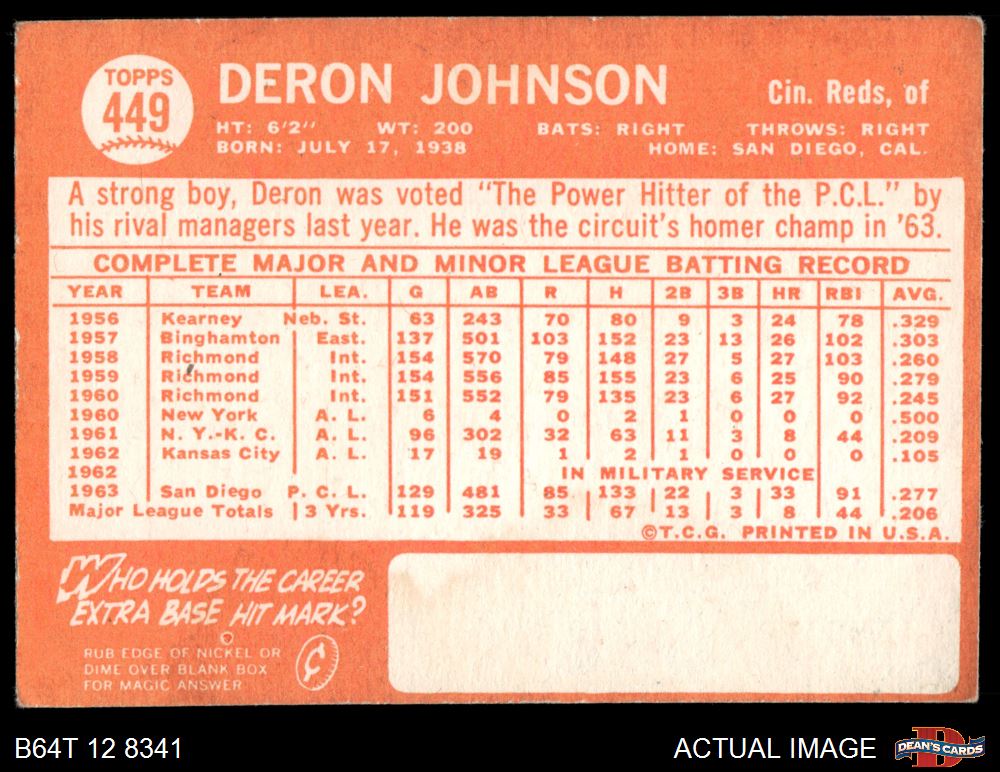 TOPPS
449
DERON JOHNSON
Cin. Reds, of
HT: 6'2" WT: 200 BATS: RIGHT THROWS: RIGHT
BORN: JULY 17, 1938 HOME: SAN DIEGO, CAL.
A strong boy, Deron was voted "The Power Hitter of the P.C.L." by
his rival managers last year. He was the circuit's homer champ in '63.
COMPLETE MAJOR AND MINOR LEAGUE BATTING RECORD
YEAR TEAM LEA. G AB R H 2B 3B HR RBI AVG.
1956 Kearney Neb. St. 63 243 70 80 9 3 24 78 .329
1957 Binghamton East. 137 501 103 152 23 13 26 102 .303
1958 Richmond Int. 154 570 79 148 27 5 27 103 .260
1959 Richmond Int. 154 556 85 155 23 6 25 90 .279
1960 Richmond Int. 151 552 79 135 23 6 27 92 .245
1960 New York A. L. 6 4 0 2 1 0 0 0 .500
1961 N. Y.-K. C. A. L. 96 302 32 63 11 3 8 44 .209
1962 Kansas City A. L. 17 19 1 2 1 0 0 0 .105
1962 IN MILITARY SERVICE
1963 San Diego P. C. L. 129 481 85 133 22 3 33 91 .277
Major League Totals 3 Yrs. 119 325 33 67 13 3 8 44 .206
©T.C.G. PRINTED IN U.S.A.
WHO HOLDS THE CAREER
EXTRA BASE HIT MARK?
RUB EDGE OF NICKEL OR
DIME OVER BLANK BOX
FOR MAGIC ANSWER
¢
B64T 12 8341
ACTUAL IMAGE
D
DEAN'S CARDS